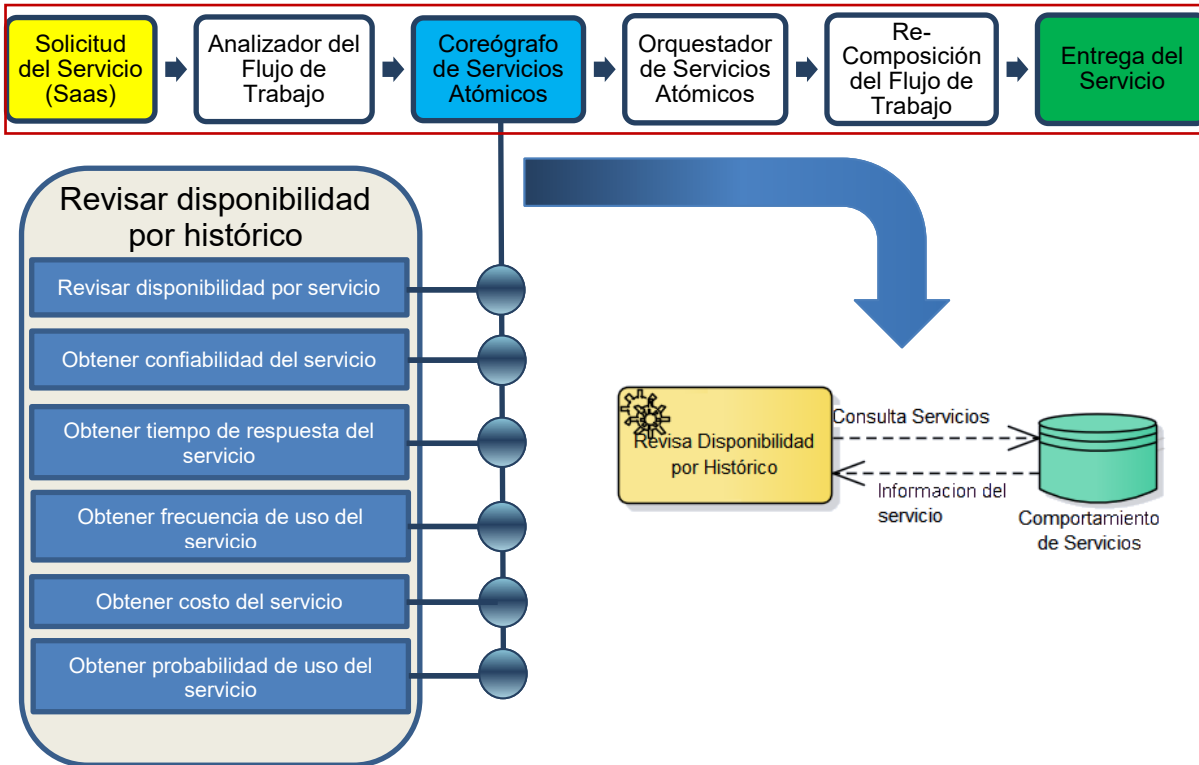 Solicitud
del Servicio
(Saas)
Analizador del
Flujo de
Trabajo
Coreógrafo
de Servicios
Atómicos
Orquestador
de Servicios
Atómicos
Re-
Composición
del Flujo de
Trabajo
Entrega del
Servicio
Revisar disponibilidad
por histórico
Revisar disponibilidad por servicio
Obtener confiabilidad del servicio
Obtener tiempo de respuesta del
servicio
Obtener frecuencia de uso del
servicio
Obtener costo del servicio
Obtener probabilidad de uso del
servicio
Revisa Disponibilidad
por Histórico
Consulta Servicios
Informacion del
servicio
Comportamiento
de Servicios